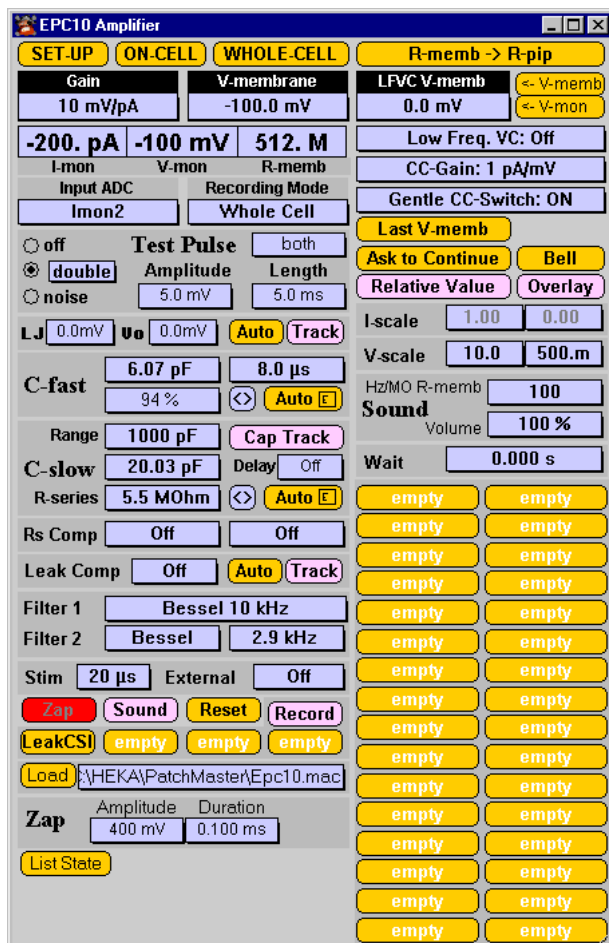 EPC10 Amplifier
SET-UP ON-CELL WHOLE-CELL R-memb -> R-pip
Gain V-membrane LFVC V-memb <- V-memb
10 mV/pA -100.0 mV 0.0 mV <- V-mon
-200. pA -100 mV 512. M Low Freq. VC: Off
I-mon V-mon R-memb CC-Gain: 1 pA/mV
Input ADC Recording Mode Gentle CC-Switch: ON
Imon2 Whole Cell
Last V-memb
off Test Pulse both Ask to Continue Bell
double Amplitude Length Relative Value Overlay
noise 5.0 mV 5.0 ms
I-scale 1.00 0.00
LJ 0.0mV Vo 0.0mV Auto Track
V-scale 10.0 500.m
6.07 pF 8.0 µs
C-fast Hz/MO R-memb 100
94 % <> Auto E Sound
Volume 100 %
Range 1000 pF Cap Track
C-slow 20.03 pF Delay Off Wait 0.000 s
R-series 5.5 MOhm <> Auto E empty empty
empty empty
Rs Comp Off Off empty empty
Leak Comp Off Auto Track empty empty
Filter 1 Bessel 10 kHz empty empty
Filter 2 Bessel 2.9 kHz empty empty
empty empty
Stim 20 µs External Off empty empty
Zap Sound Reset Record empty empty
LeakCSl empty empty empty empty empty
Load :\HEKA\PatchMaster\Epc10.mac empty empty
Amplitude Duration empty empty
Zap 400 mV 0.100 ms empty empty
List State empty empty
empty empty
empty empty